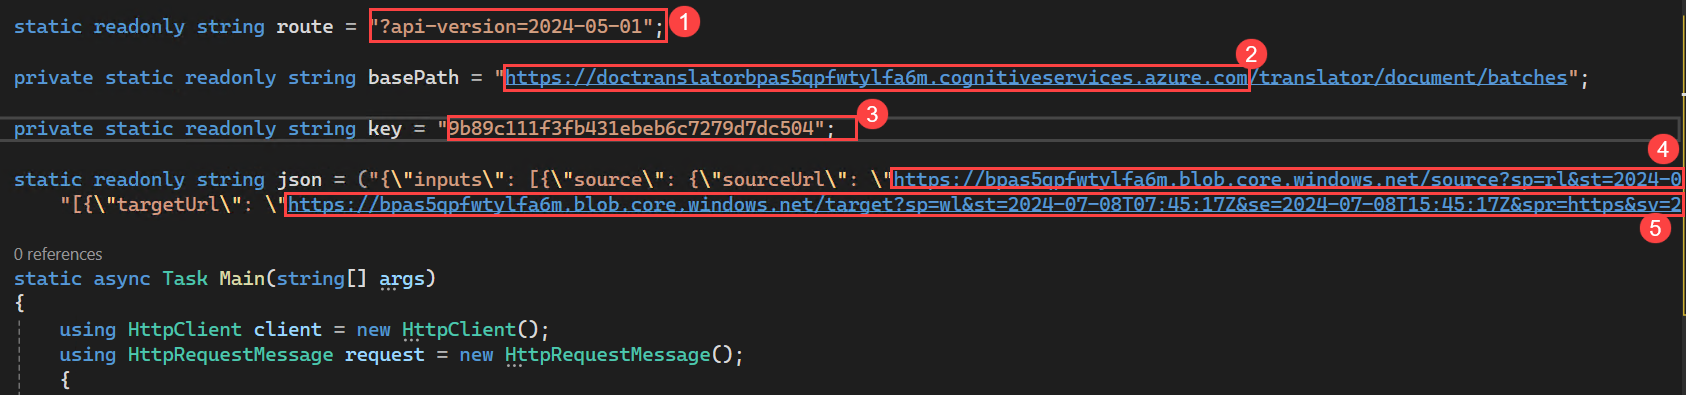 static readonly string route = "?api-version=2024-05-01"; 1
2
private static readonly string basePath = "https://doctranslatorbpas5qpfwtylfa6m.cognitiveservices.azure.com/translator/document/batches";
private static readonly string key = "9b89c111f3fb431ebeb6c7279d7dc504"; 3
4
static readonly string json = ("{\"inputs\": [{\"source\": {\"sourceUrl\": \"https://bpas5qpfwtylfa6m.blob.core.windows.net/source?sp=rl&st=2024-0
"[{\"targetUrl\": \"https://bpas5qpfwtylfa6m.blob.core.windows.net/target?sp=wl&st=2024-07-08T07:45:17Z&se=2024-07-08T15:45:17Z&spr=https&sv=2
5
0 references
static async Task Main(string[] args)
{
using HttpClient client = new HttpClient();
using HttpRequestMessage request = new HttpRequestMessage();
{